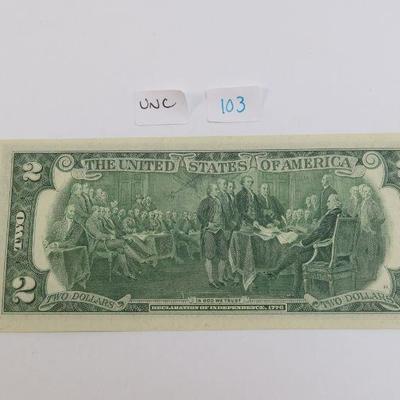 UNC 103
THE UNITED STATES OF AMERICA
2
TWO
2
TWO DOLLARS
IN GOD WE TRUST
TWO DOLLARS
DECLARATION OF INDEPENDENCE, 1776